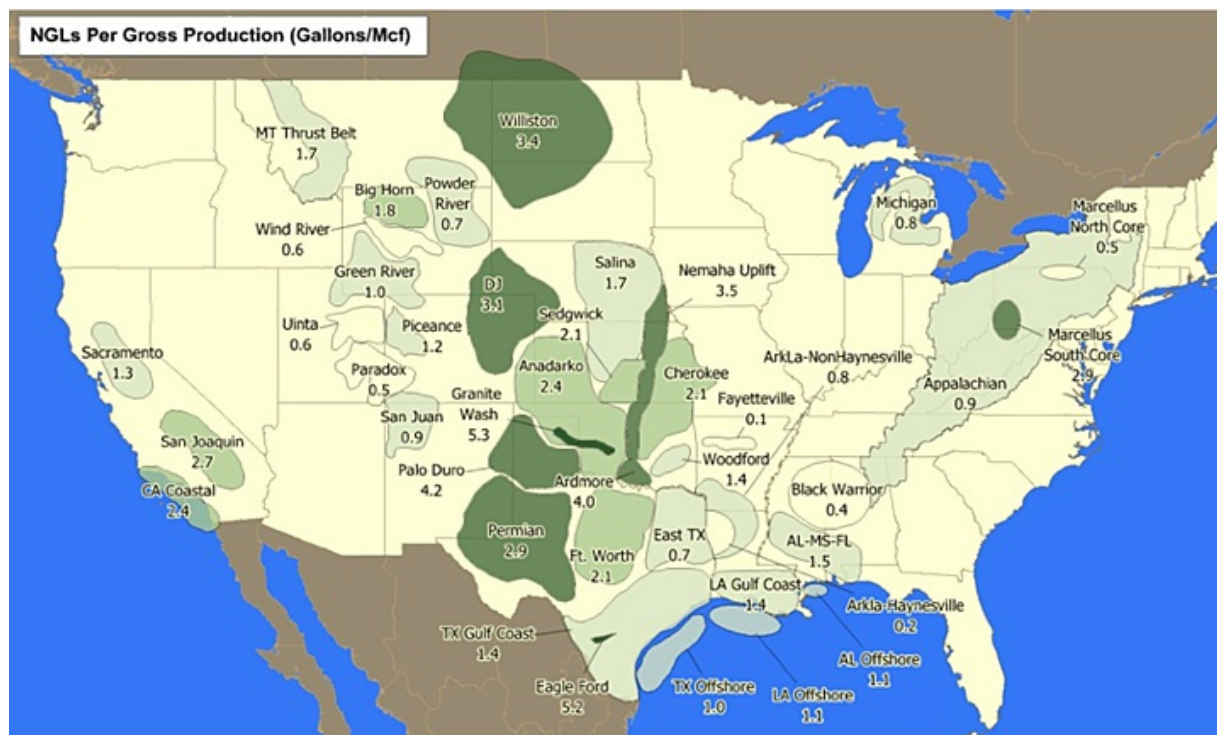 NGLs Per Gross Production (Gallons/Mcf)
MT Thrust Belt
1.7
Williston
3.4
Big Horn
1.8
Powder
River
0.7
Wind River
0.6
Michigan
0.8
Marcellus
North Core
0.5
Green River
1.0
DJ
3.1
Salina
1.7
Nemaha Uplift
3.5
Sedgwick
2.1
Uinta
0.6
Piceance
1.2
Sacramento
1.3
Paradox
0.5
Anadarko
2.4
Cherokee
2.1
ArkLa-NonHaynesville
0.8
Marcellus
South Core
2.9
Appalachian
0.9
Granite
Wash
5.3
San Juan
0.9
Fayetteville
0.1
San Joaquin
2.7
Palo Duro
4.2
Ardmore
4.0
Woodford
1.4
CA Coastal
2.4
Black Warrior
0.4
Permian
2.9
Ft. Worth
2.1
East TX
0.7
AL-MS-FL
1.5
LA Gulf Coast
1.4
Arkla-Haynesville
0.2
TX Gulf Coast
1.4
Eagle Ford
5.2
TX Offshore
1.0
LA Offshore
1.1
AL Offshore
1.1